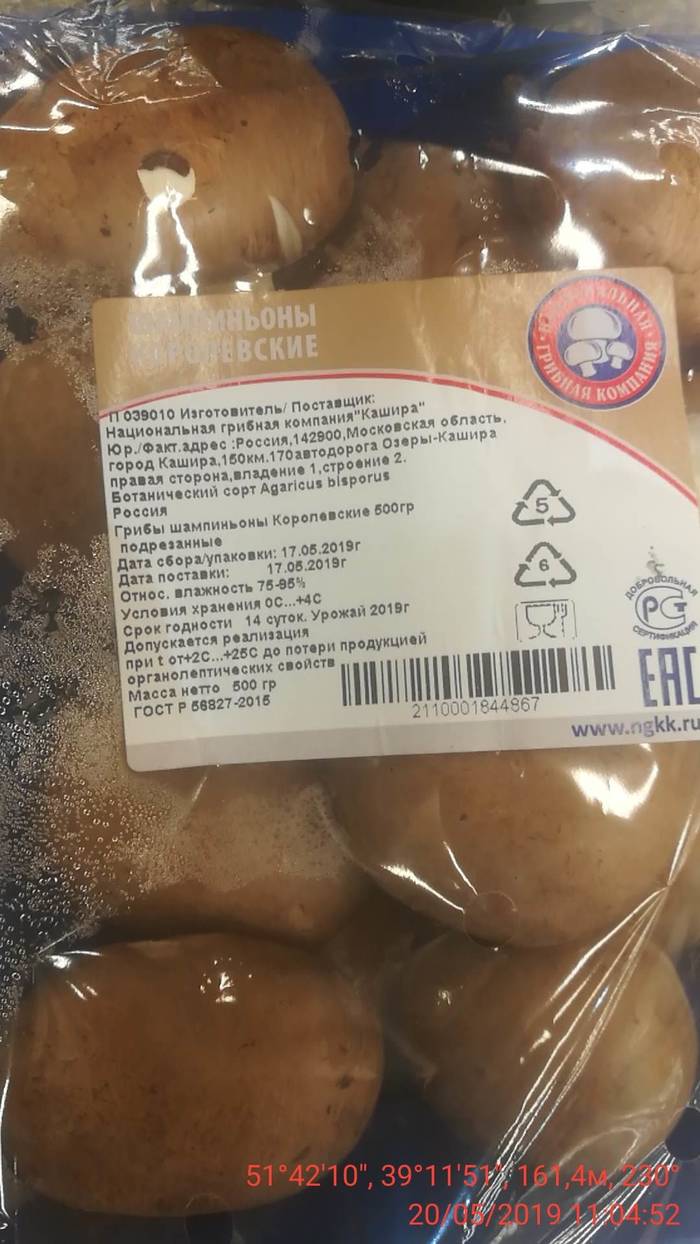 ШАМПИНЬОНЫ
КОРОЛЕВСКИЕ
ГРИБНАЯ КОМПАНИЯ
П 039010 Изготовитель/ Поставщик:
Национальная грибная компания"Кашира"
Юр./Факт.адрес :Россия,142900,Московская область,
город Кашира,150км.170автодорога Озеры-Кашира
правая сторона,владение 1,строение 2.
Ботанический сорт Agaricus bisporus
Россия
Грибы шампиньоны Королевские 500гр
подрезанные
Дата сбора/упаковки: 17.05.2019г
Дата поставки: 17.05.2019г
Относ. влажность 75-95%
Условия хранения 0С...+4С
Срок годности 14 суток. Урожай 2019г
Допускается реализация
при t от+2С...+25С до потери продукцией
органолептических свойств
Масса нетто 500 гр
ГОСТ Р 56827-2015
5
6
ДОБРОВОЛЬНАЯ
РСТ
СЕРТИФИКАЦИЯ
EAC
2110001844867
www.ngkk.ru
51°42'10", 39°11'51", 161,4м, 230°
20/05/2019 11:04:52